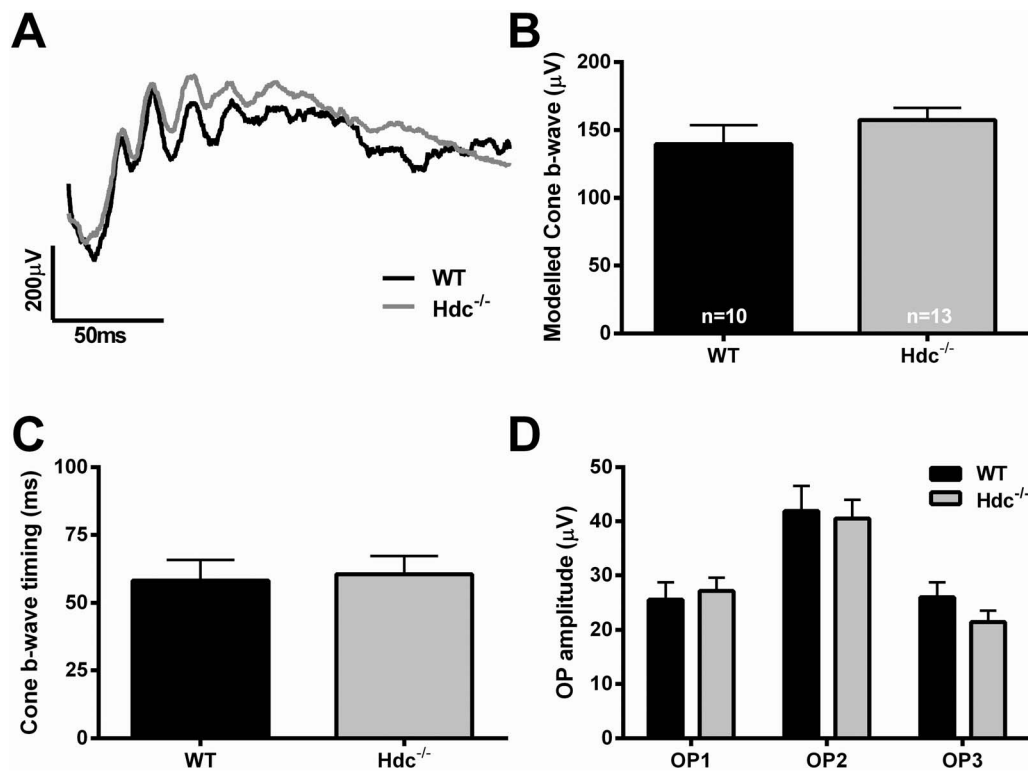 A
200μV
50ms
WT
Hdc-/-
B
Modelled Cone b-wave (μV)
200
150
100
50
0
n=10
n=13
WT
Hdc-/-
C
Cone b-wave timing (ms)
100
75
50
25
0
WT
Hdc-/-
D
OP amplitude (μV)
50
40
30
20
10
0
WT
Hdc-/-
OP1
OP2
OP3